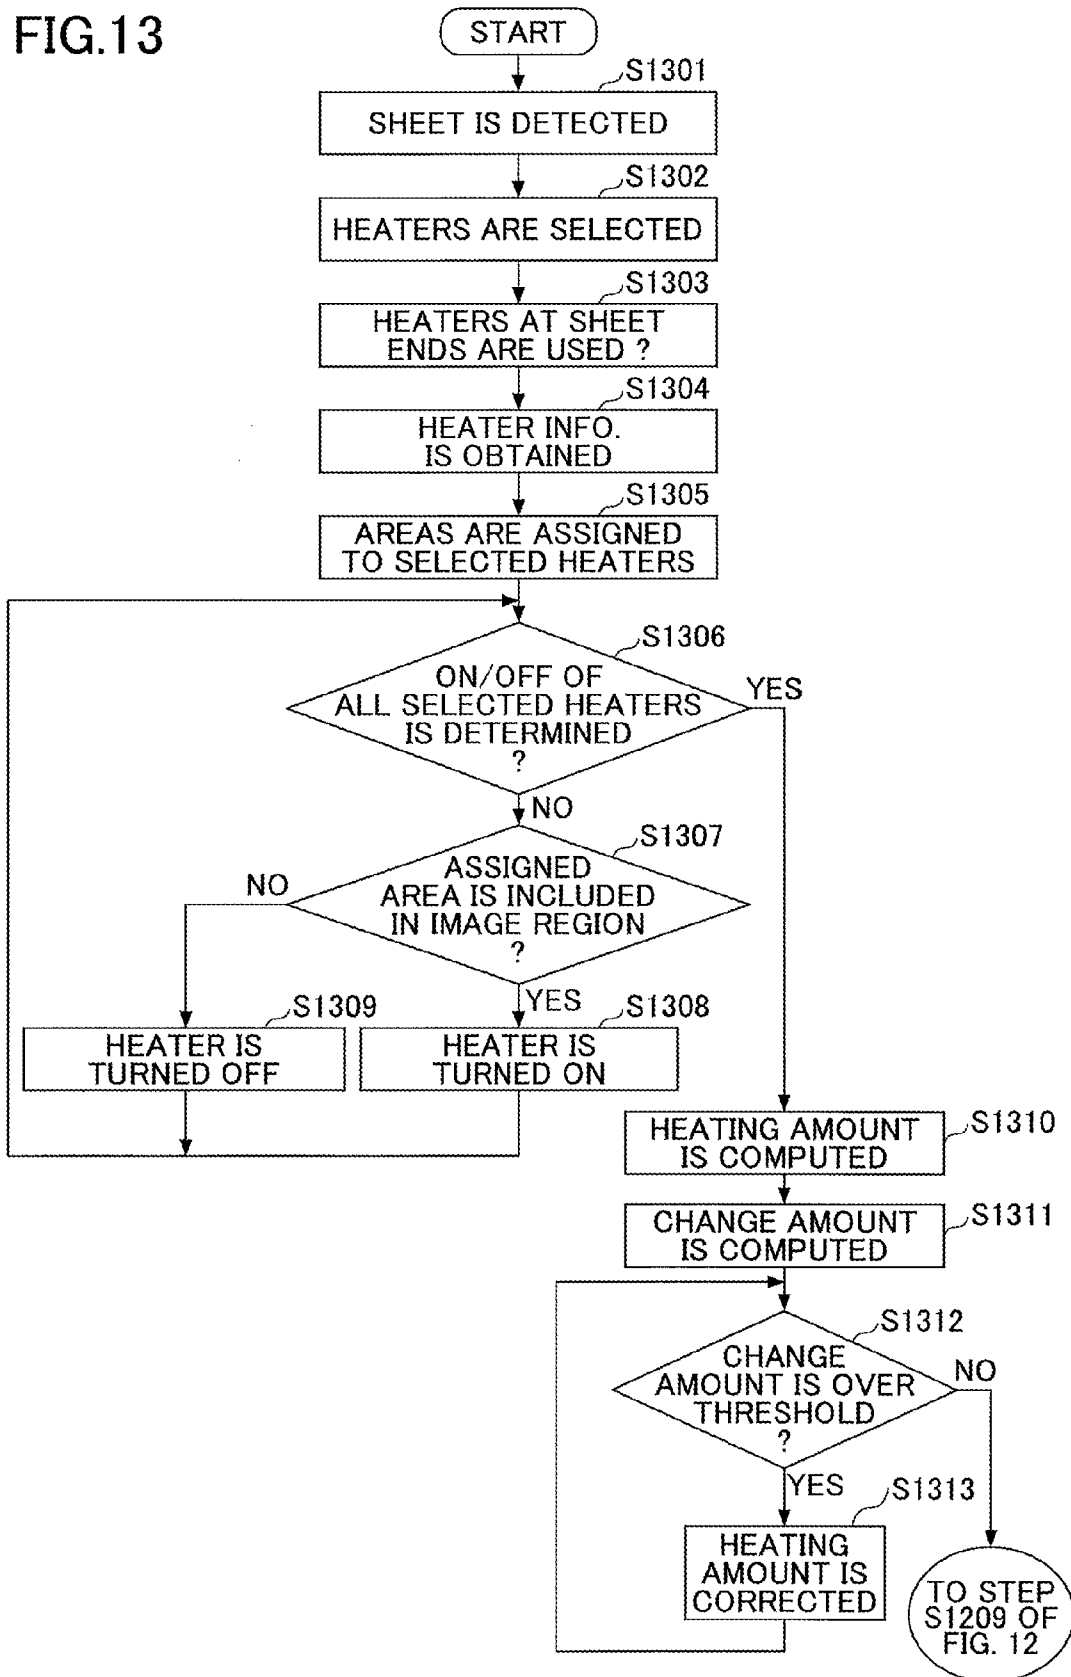 FIG.13
START
S1301
SHEET IS DETECTED
S1302
HEATERS ARE SELECTED
S1303
HEATERS AT SHEET
ENDS ARE USED ?
S1304
HEATER INFO.
IS OBTAINED
S1305
AREAS ARE ASSIGNED
TO SELECTED HEATERS
S1306
ON/OFF OF
ALL SELECTED HEATERS
IS DETERMINED
?
YES
NO
S1307
ASSIGNED
AREA IS INCLUDED
IN IMAGE REGION
?
NO
YES
S1309
HEATER IS
TURNED OFF
S1308
HEATER IS
TURNED ON
S1310
HEATING AMOUNT
IS COMPUTED
S1311
CHANGE AMOUNT
IS COMPUTED
S1312
CHANGE
AMOUNT IS OVER
THRESHOLD
?
NO
YES
S1313
HEATING
AMOUNT IS
CORRECTED
TO STEP
S1209 OF
FIG. 12